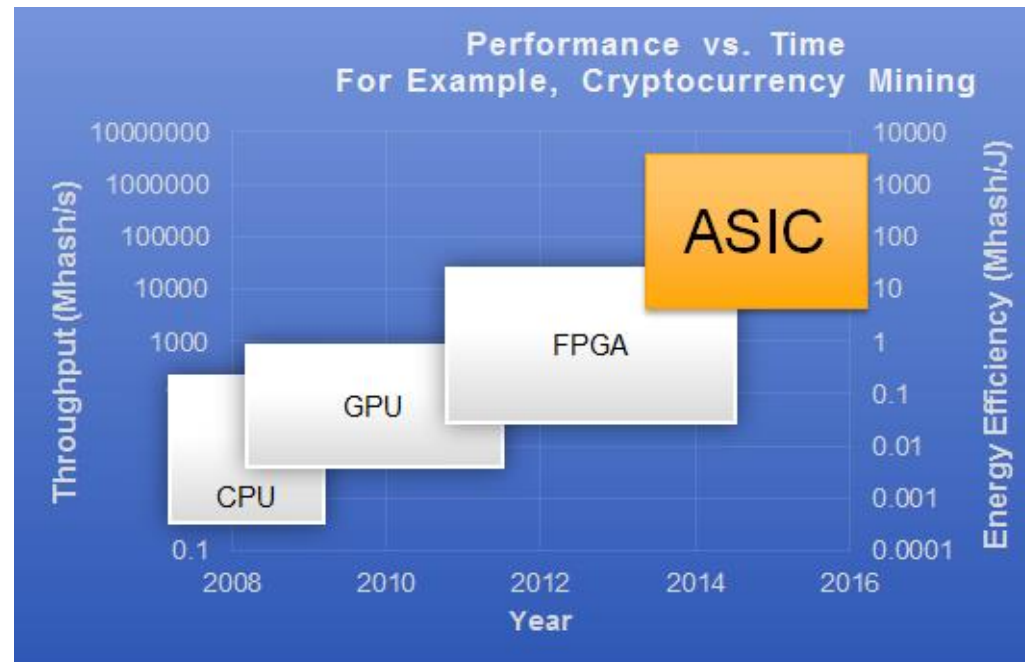 Performance vs. Time
For Example, Cryptocurrency Mining
Throughput (Mhash/s)
10000000
1000000
100000
10000
1000
0.1
ASIC
FPGA
GPU
CPU
10000
1000
100
10
1
0.1
0.01
0.001
0.0001
Energy Efficiency (Mhash/J)
2008 2010 2012 2014 2016
Year